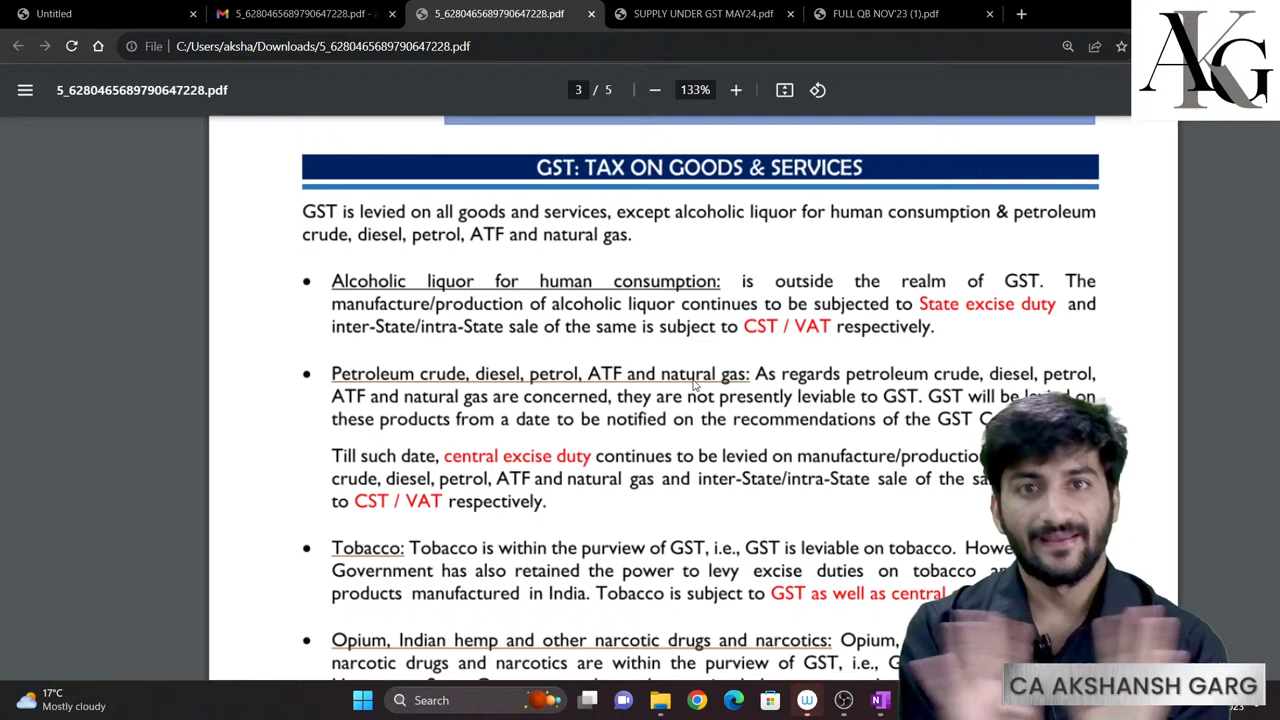 Untitled
5_6280465689790647228.pdf - a
5_6280465689790647228.pdf
SUPPLY UNDER GST MAY24.pdf
FULL QB NOV'23 (1).pdf
File
C:/Users/aksha/Downloads/5_6280465689790647228.pdf
AKG
5_6280465689790647228.pdf
3 / 5
133%
GST: TAX ON GOODS & SERVICES
GST is levied on all goods and services, except alcoholic liquor for human consumption & petroleum
crude, diesel, petrol, ATF and natural gas.
• Alcoholic liquor for human consumption: is outside the realm of GST. The
manufacture/production of alcoholic liquor continues to be subjected to State excise duty and
inter-State/intra-State sale of the same is subject to CST / VAT respectively.
• Petroleum crude, diesel, petrol, ATF and natural gas: As regards petroleum crude, diesel, petrol,
ATF and natural gas are concerned, they are not presently leviable to GST. GST will be on
these products from a date to be notified on the recommendations of the GST
Till such date, central excise duty continues to be levied on manufacture/production
crude, diesel, petrol, ATF and natural gas and inter-State/intra-State sale of the
to CST / VAT respectively.
• Tobacco: Tobacco is within the purview of GST, i.e., GST is leviable on tobacco.
Government has also retained the power to levy excise duties on tobacco
products manufactured in India. Tobacco is subject to GST as well as central
• Opium, Indian hemp and other narcotic drugs and narcotics: Opium,
narcotic drugs and narcotics are within the purview of GST, i.e.,
CA AKSHANSH GARG
17°C
Mostly cloudy
Search